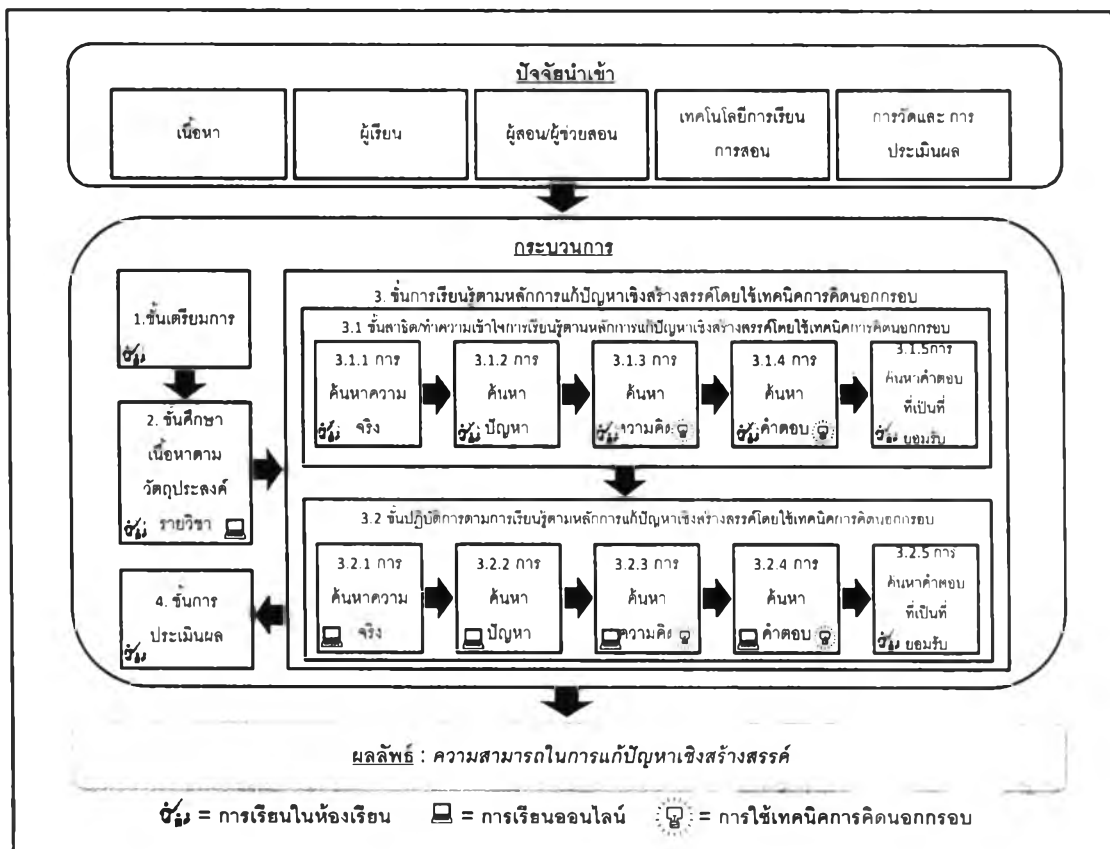 ปัจจัยนำเข้า
เนื้อหา
ผู้เรียน
ผู้สอน/ผู้ช่วยสอน
เทคโนโลยีการเรียน
การสอน
การวัดและ การ
ประเมินผล
กระบวนการ
1.ขั้นเตรียมการ
2. ขั้นศึกษา
เนื้อหาตาม
วัตถุประสงค์
รายวิชา
3. ขั้นการเรียนรู้ตามหลักการแก้ปัญหาเชิงสร้างสรรค์โดยใช้เทคนิคการคิดนอกกรอบ
3.1 ขั้นสาธิต/ทำความเข้าใจการเรียนรู้ตามหลักการแก้ปัญหาเชิงสร้างสรรค์โดยใช้เทคนิคการคิดนอกกรอบ
3.1.1 การ
ค้นหาความ
จริง
3.1.2 การ
ค้นหา
ปัญหา
3.1.3 การ
ค้นหา
ความคิด
3.1.4 การ
ค้นหา
คำตอบ
3.1.5การ
ค้นหาคำตอบ
ที่เป็นที่
ยอมรับ
3.2 ขั้นปฏิบัติการตามการเรียนรู้ตามหลักการแก้ปัญหาเชิงสร้างสรรค์โดยใช้เทคนิคการคิดนอกกรอบ
3.2.1 การ
ค้นหาความ
จริง
3.2.2 การ
ค้นหา
ปัญหา
3.2.3 การ
ค้นหา
ความคิด
3.2.4 การ
ค้นหา
คำตอบ
3.2.5 การ
ค้นหาคำตอบ
ที่เป็นที่
ยอมรับ
4. ขั้นการ
ประเมินผล
ผลลัพธ์ : ความสามารถในการแก้ปัญหาเชิงสร้างสรรค์
= การเรียนในห้องเรียน
= การเรียนออนไลน์
= การใช้เทคนิคการคิดนอกกรอบ